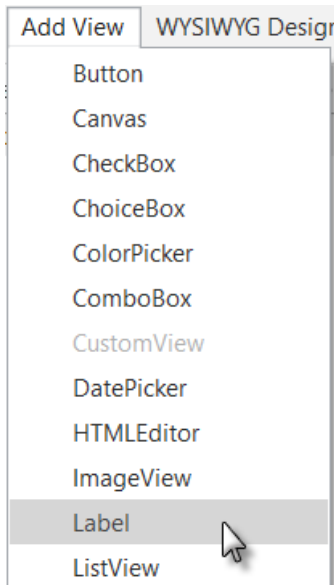 Add View WYSIWYG Design
Button
Canvas
CheckBox
ChoiceBox
ColorPicker
ComboBox
CustomView
DatePicker
HTMLEditor
ImageView
Label
ListView